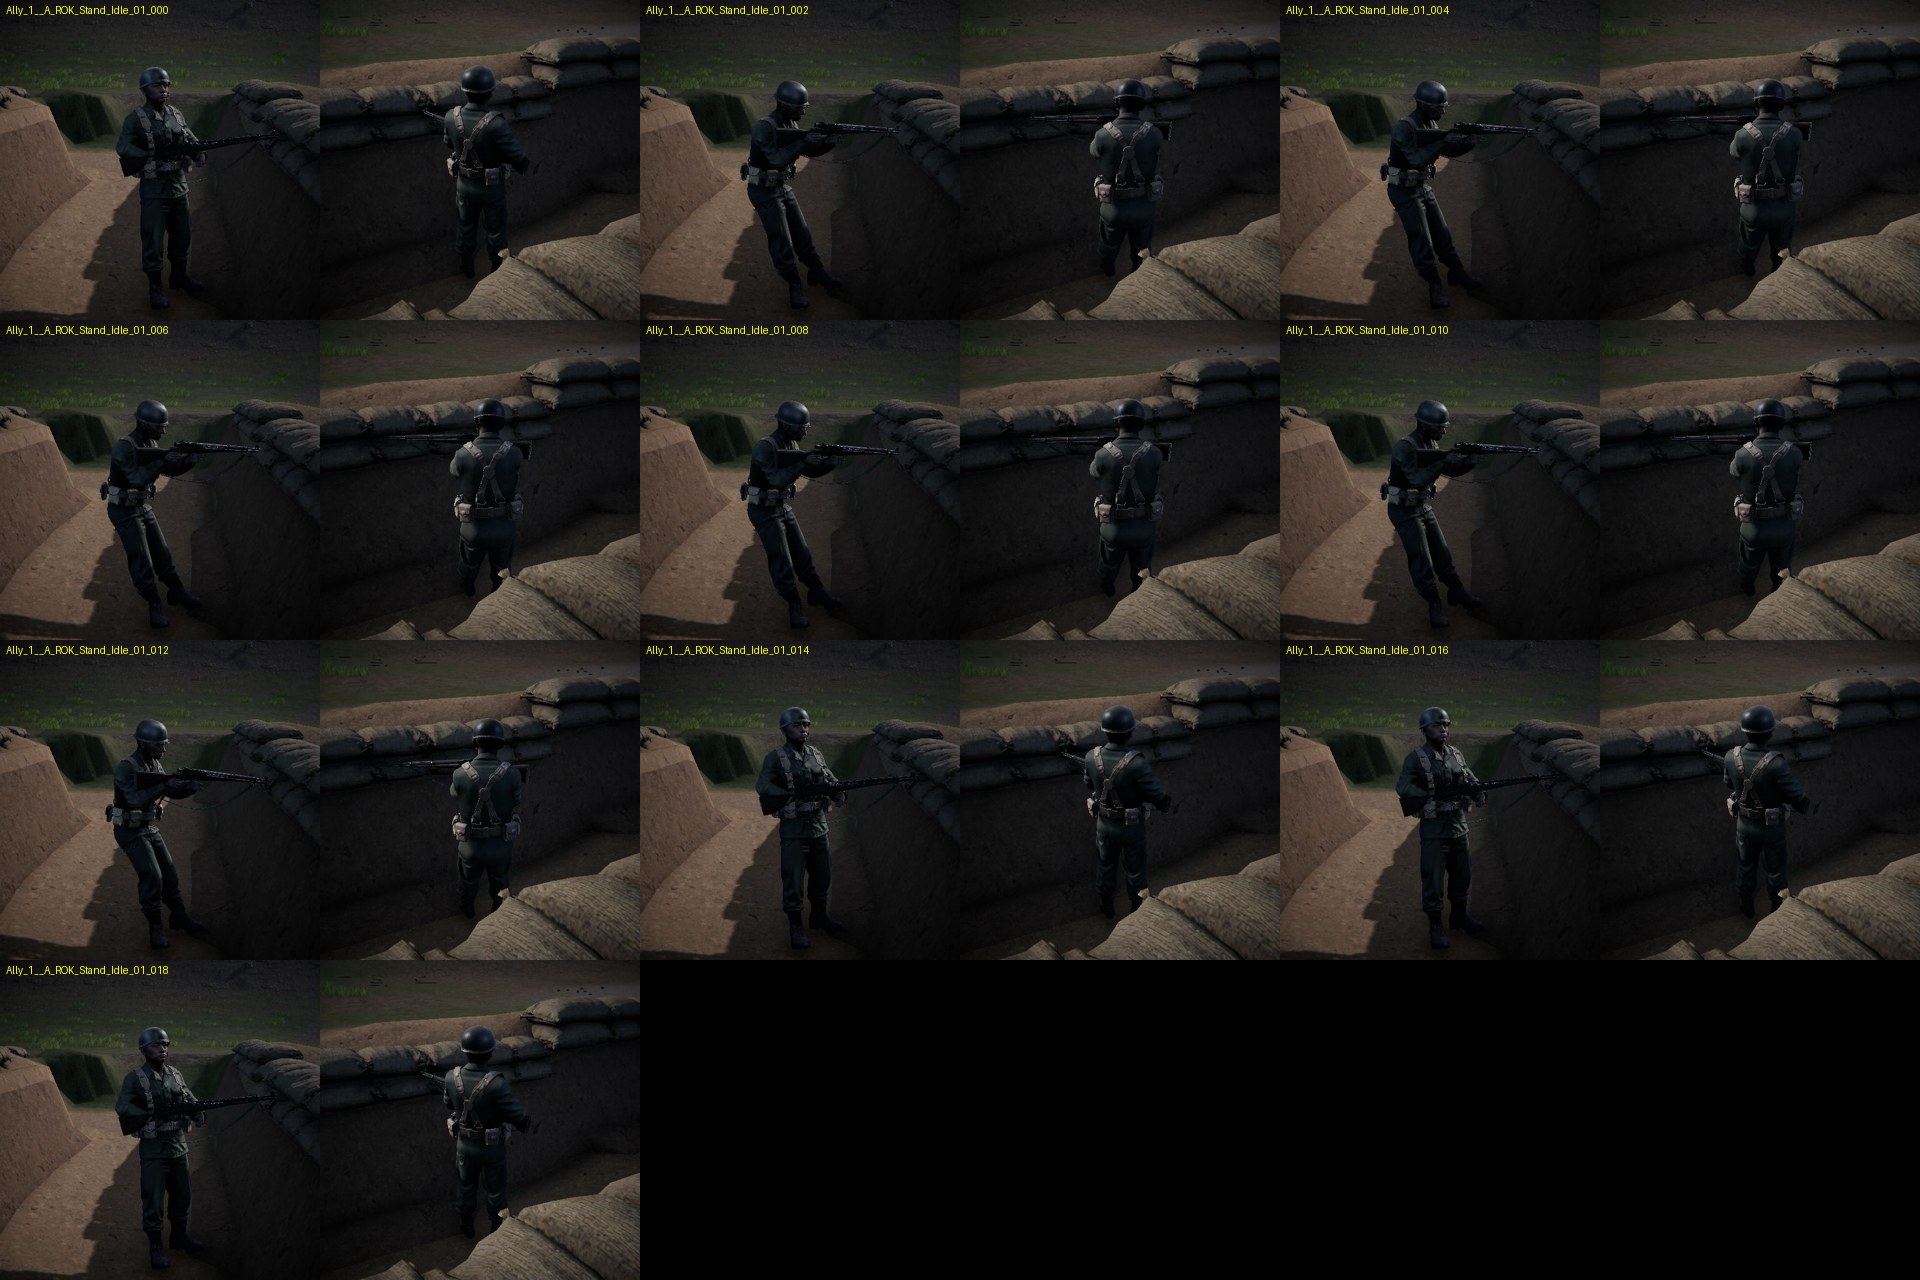 Ally_1__A_ROK_Stand_Idle_01_000
Ally_1__A_ROK_Stand_Idle_01_002
Ally_1__A_ROK_Stand_Idle_01_004
Ally_1__A_ROK_Stand_Idle_01_006
Ally_1__A_ROK_Stand_Idle_01_008
Ally_1__A_ROK_Stand_Idle_01_010
Ally_1__A_ROK_Stand_Idle_01_012
Ally_1__A_ROK_Stand_Idle_01_014
Ally_1__A_ROK_Stand_Idle_01_016
Ally_1__A_ROK_Stand_Idle_01_018